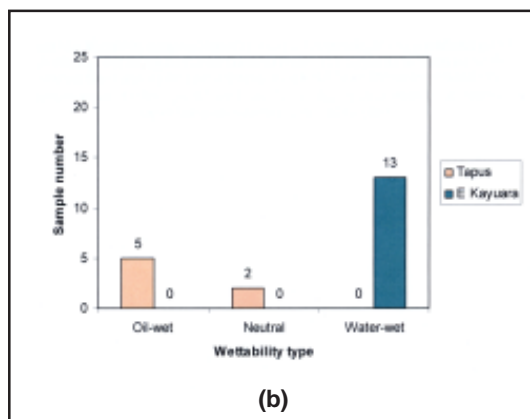 25
20
15
10
5
0
Sample number
5
0
2
0
0
13
Oil-wet Neutral Water-wet
Wettability type
Tapus
E Kayuara
(b)